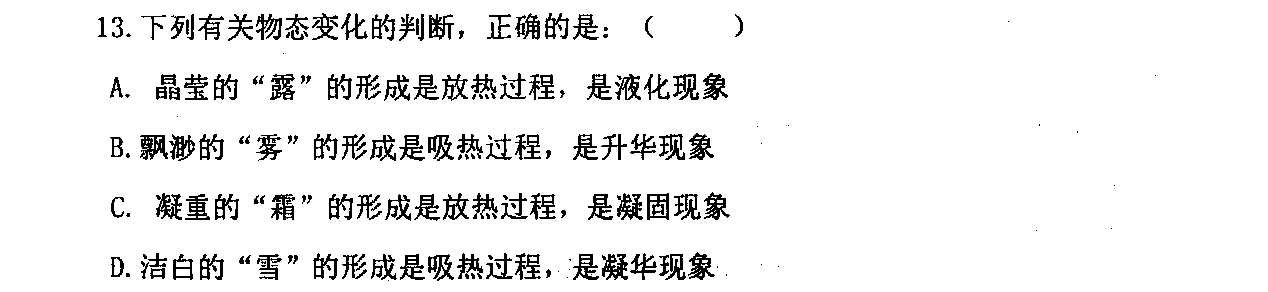 13.下列有关物态变化的判断，正确的是：（　　）
A. 晶莹的“露”的形成是放热过程，是液化现象
B.飘渺的“雾”的形成是吸热过程，是升华现象
C. 凝重的“霜”的形成是放热过程，是凝固现象
D.洁白的“雪”的形成是吸热过程，是凝华现象